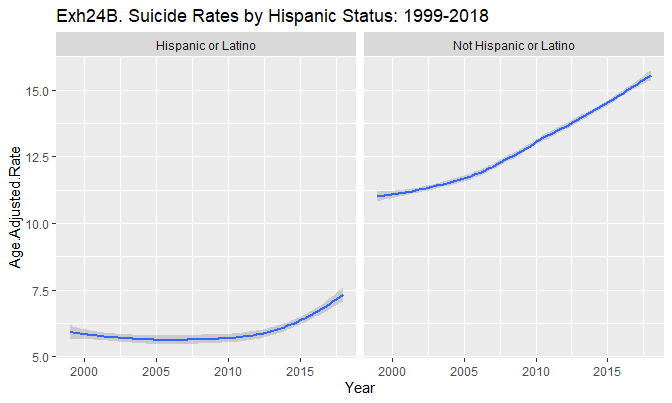 Exh24B. Suicide Rates by Hispanic Status: 1999-2018
Hispanic or Latino
Not Hispanic or Latino
Age.Adjusted.Rate
15.0
12.5
10.0
7.5
5.0
2000 2005 2010 2015
2000 2005 2010 2015
Year